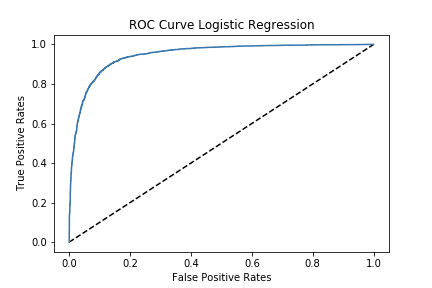 ROC Curve Logistic Regression
1.0
0.8
0.6
0.4
0.2
0.0
True Positive Rates
0.0 0.2 0.4 0.6 0.8 1.0
False Positive Rates